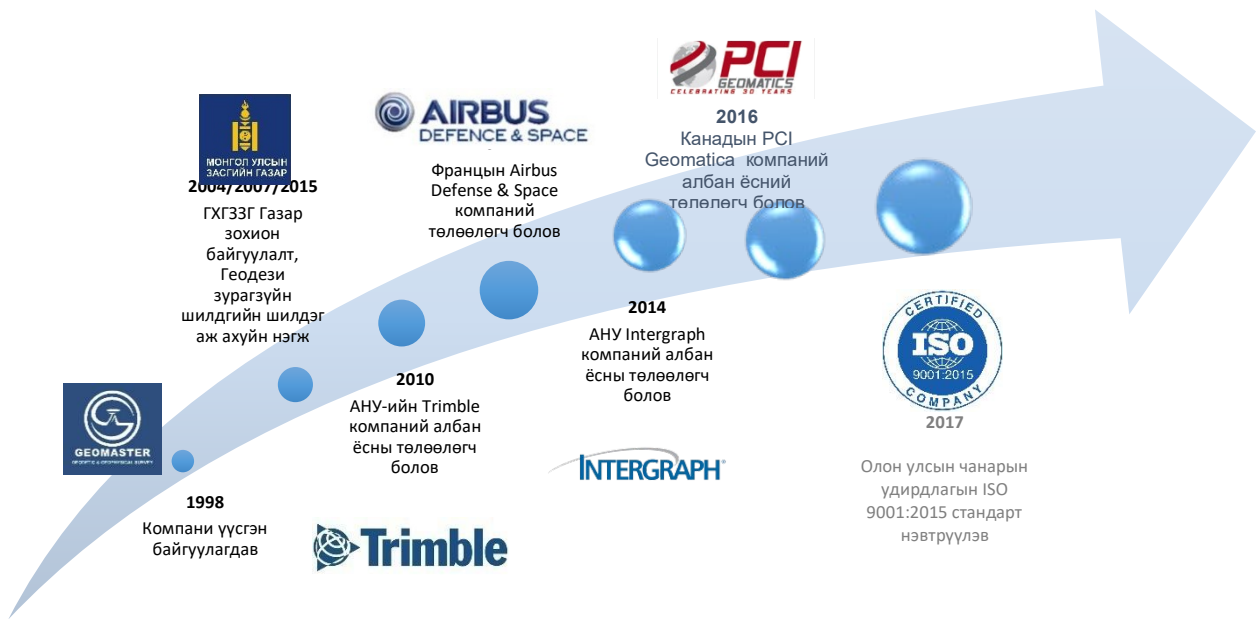 GEOMASTER
GEODETIC & GEOPHYSICAL SURVEY
1998
Компани үүсгэн
байгуулагдав
МОНГОЛ УЛСЫН
ЗАСГИЙН ГАЗАР
2004/2007/2015
ГХГЗЗГ Газар
зохион
байгуулалт,
Геодези
зурагзүйн
шилдгийн шилдэг
аж ахуйн нэгж
2010
АНУ-ийн Trimble
компаний албан
ёсны төлөөлөгч
болов
Trimble
AIRBUS
DEFENCE & SPACE
Францын Airbus
Defense & Space
компаний
төлөөлөгч болов
2014
АНУ Intergraph
компаний албан
ёсны төлөөлөгч
болов
INTERGRAPH
PCI
GEOMATICS
CELEBRATING 30 YEARS
2016
Канадын PCI
Geomatica компаний
албан ёсний
төлөлөгч болов
CERTIFIED
ISO
9001:2015
COMPANY
2017
Олон улсын чанарын
удирдлагын ISO
9001:2015 стандарт
нэвтрүүлэв